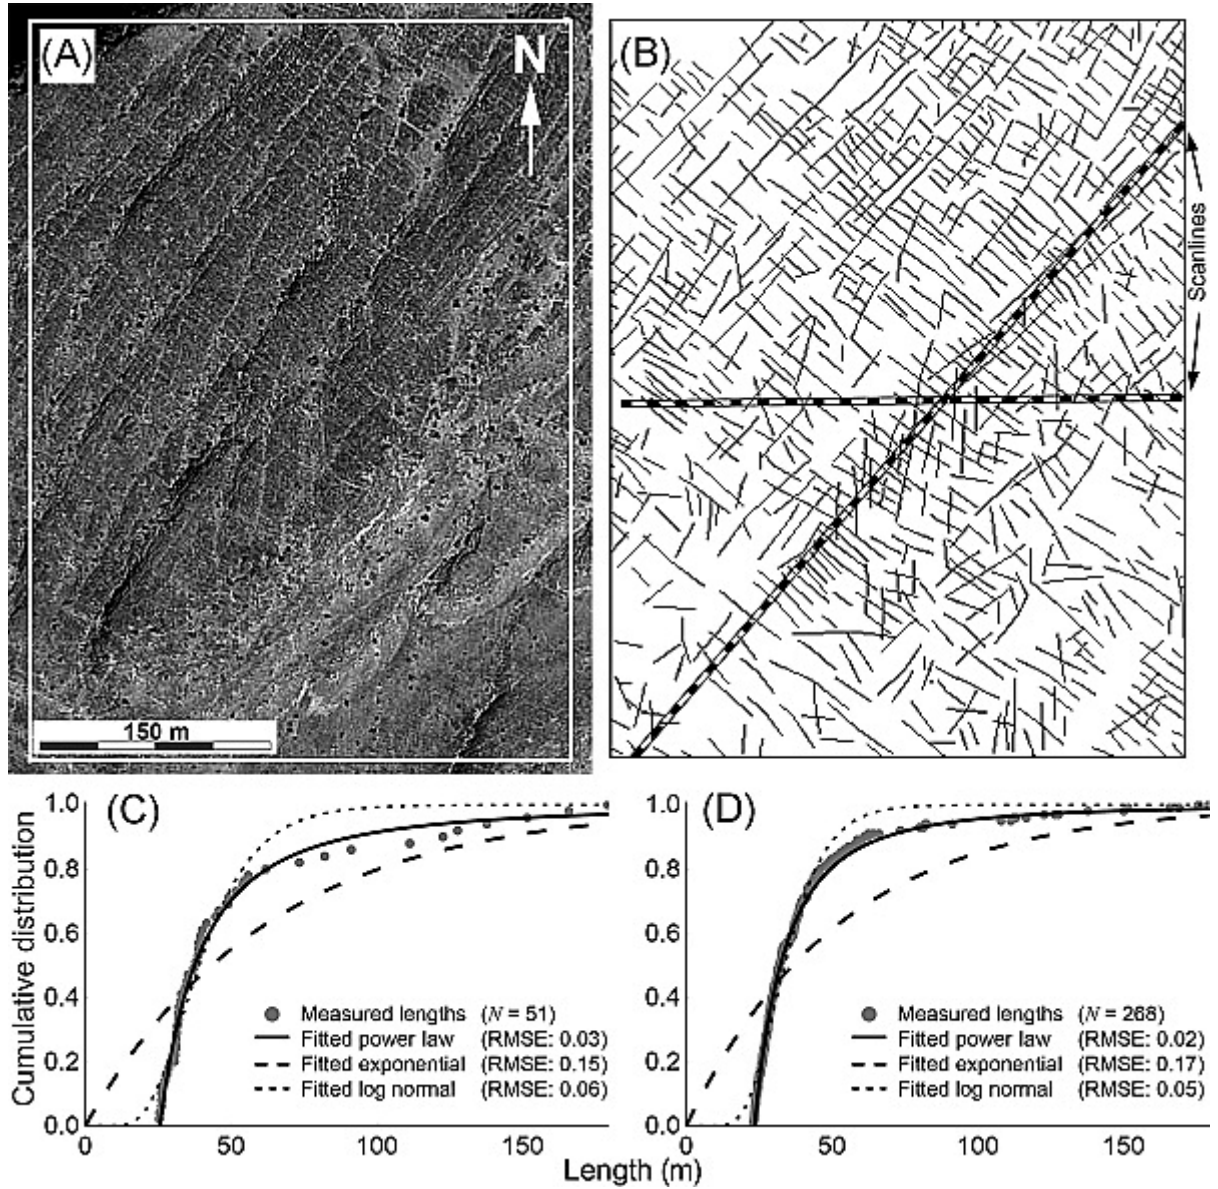 (A)
N
150 m
(B)
Scanlines
(C)
Cumulative distribution
1.0
0.8
0.6
0.4
0.2
0.0
0
50
100
150
Measured lengths (N = 51)
Fitted power law (RMSE: 0.03)
Fitted exponential (RMSE: 0.15)
Fitted log normal (RMSE: 0.06)
(D)
1.0
0.8
0.6
0.4
0.2
0.0
0
50
100
150
Measured lengths (N = 268)
Fitted power law (RMSE: 0.02)
Fitted exponential (RMSE: 0.17)
Fitted log normal (RMSE: 0.05)
Length (m)